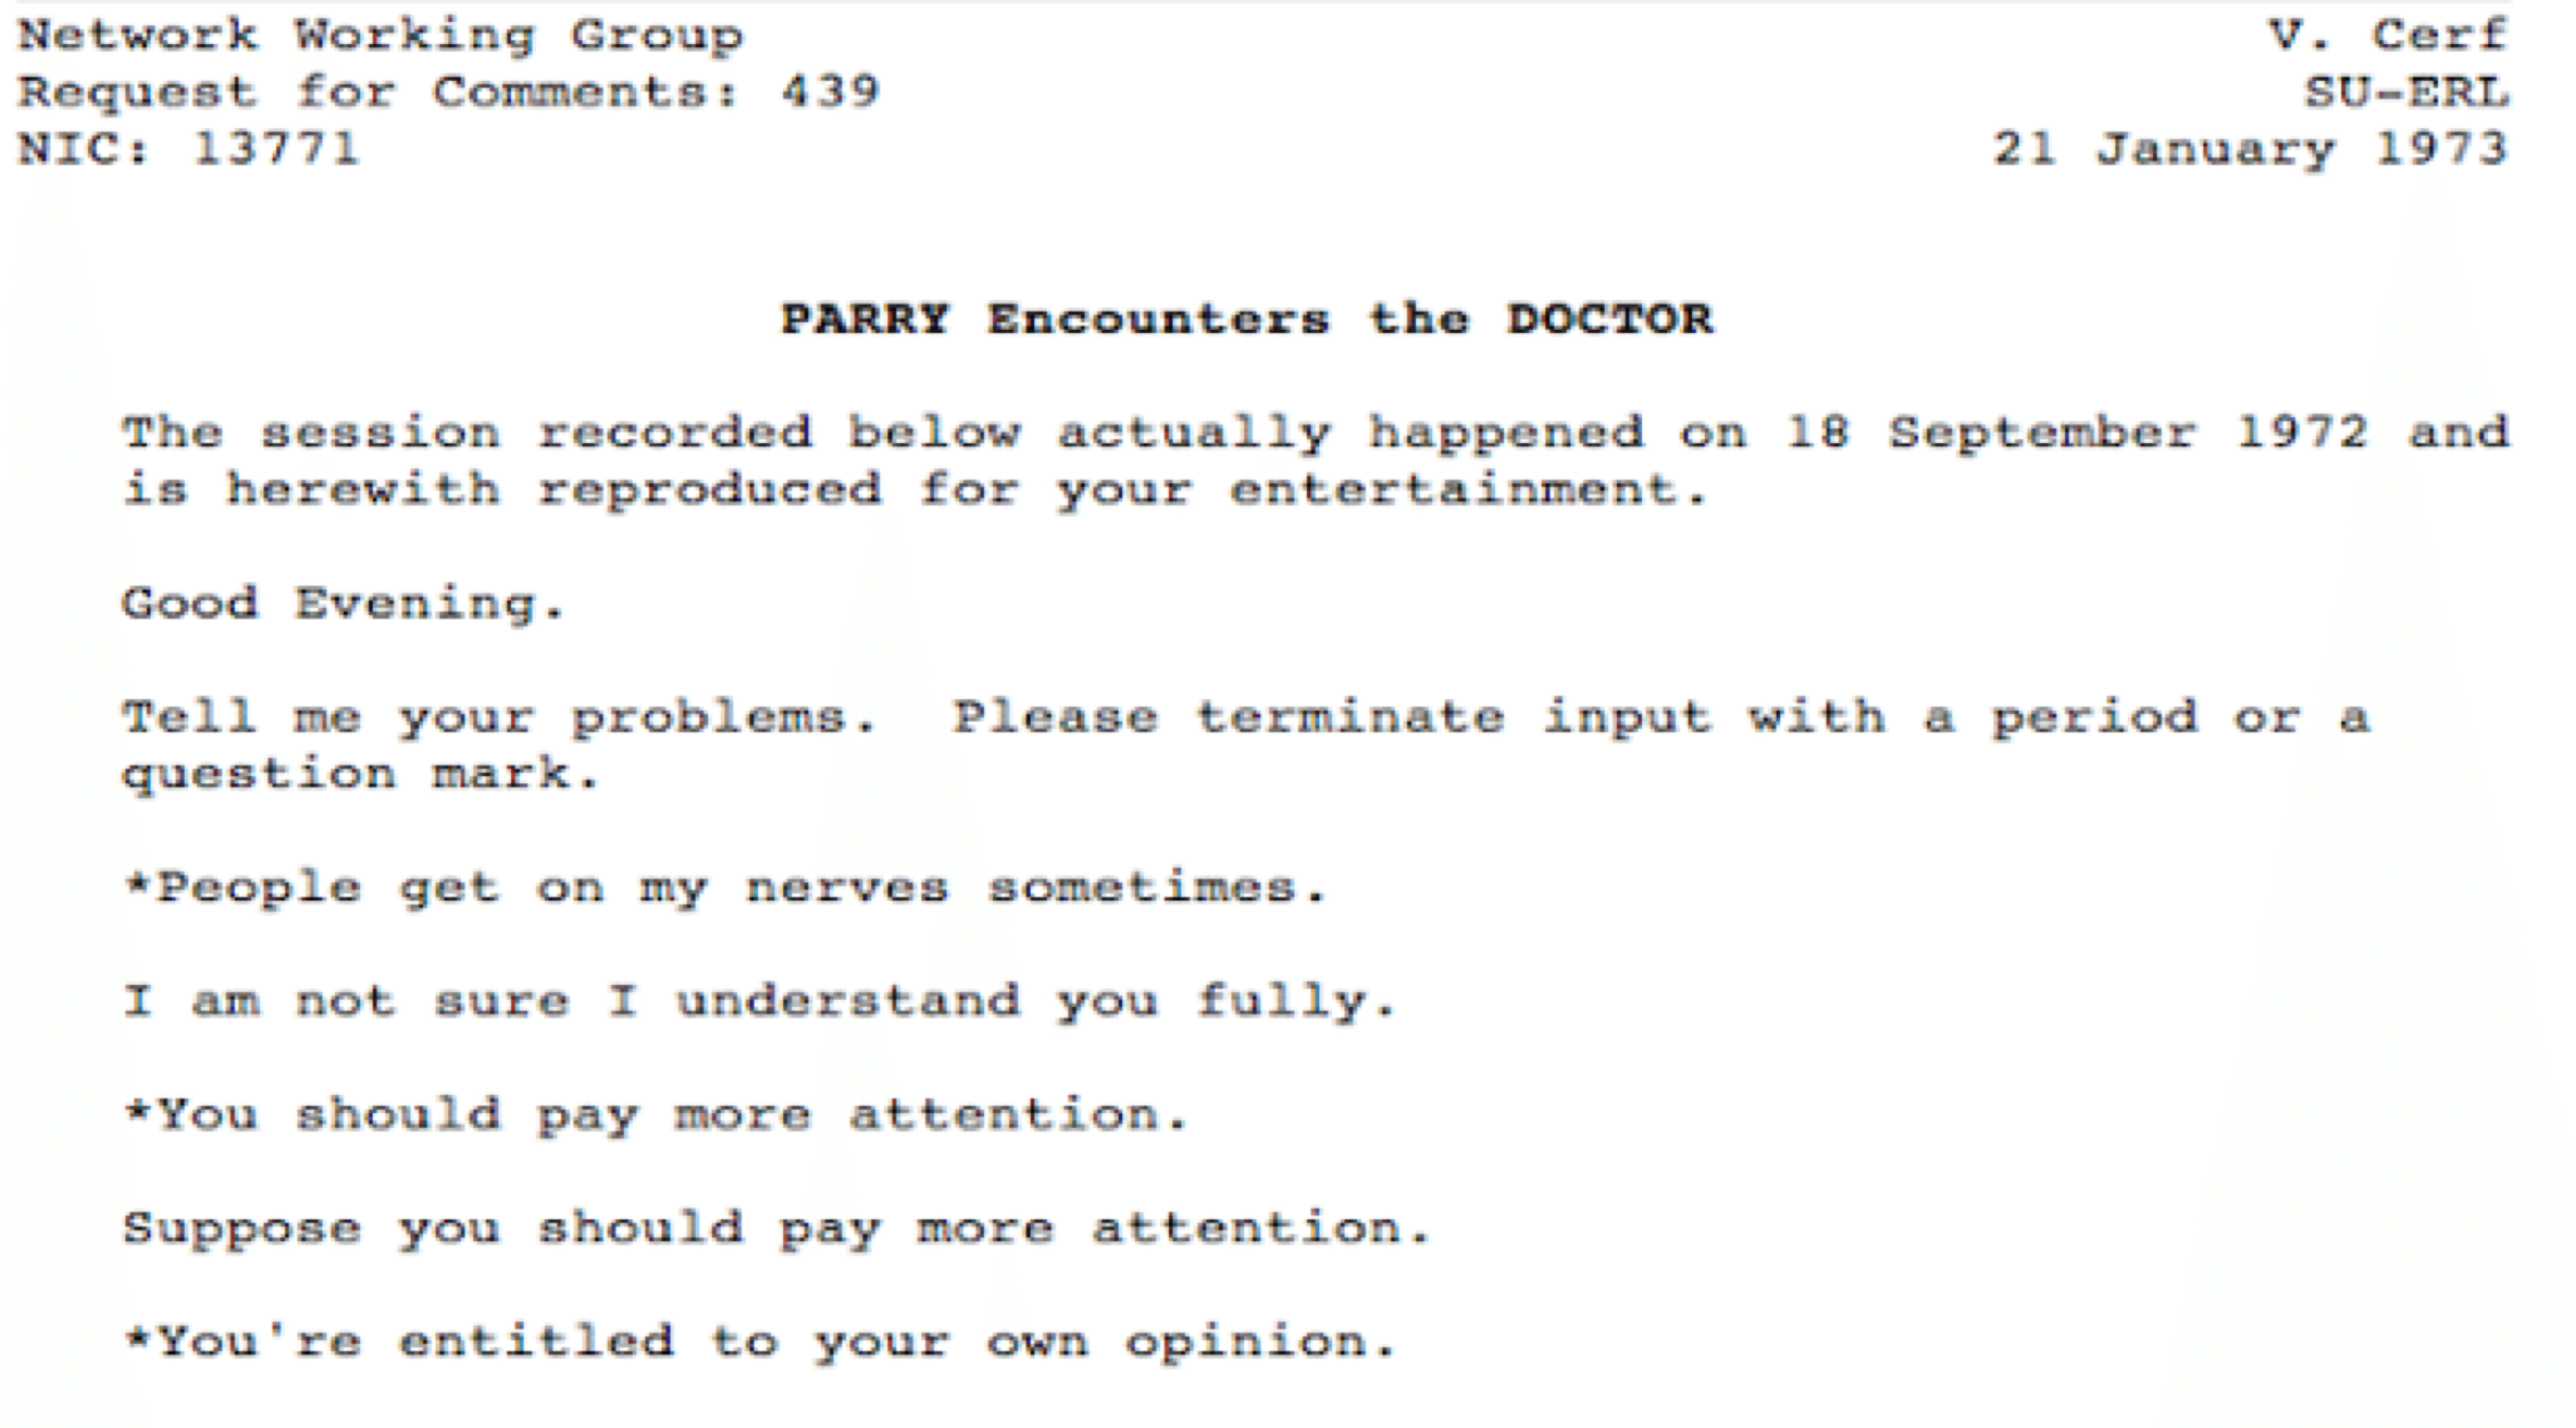 Network Working Group V. Cerf
Request for Comments: 439 SU-ERL
NIC: 13771 21 January 1973
PARRY Encounters the DOCTOR
The session recorded below actually happened on 18 September 1972 and
is herewith reproduced for your entertainment.
Good Evening.
Tell me your problems.  Please terminate input with a period or a
question mark.
*People get on my nerves sometimes.
I am not sure I understand you fully.
*You should pay more attention.
Suppose you should pay more attention.
*You're entitled to your own opinion.